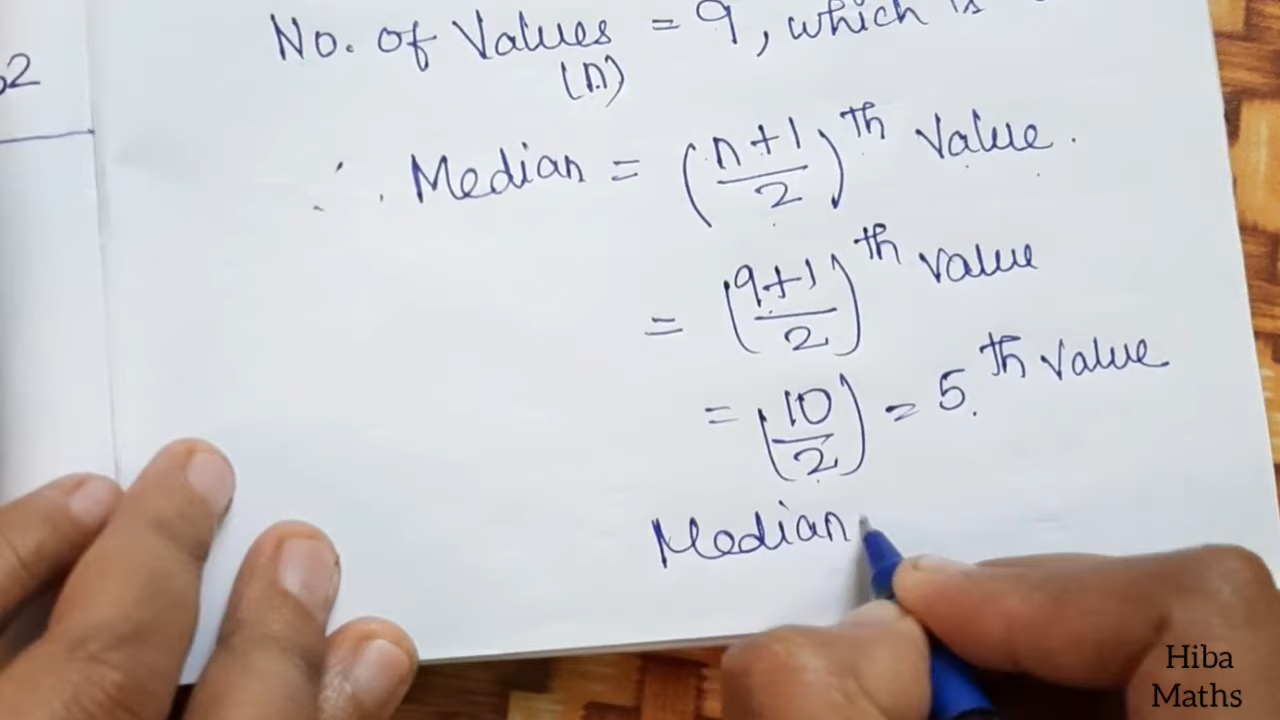 No. of Values = 9, which is
(n)
52
∴ Median = (n+1/2)th Value.
= (9+1/2)th value
= (10/2) = 5th value
Median
Hiba
Maths